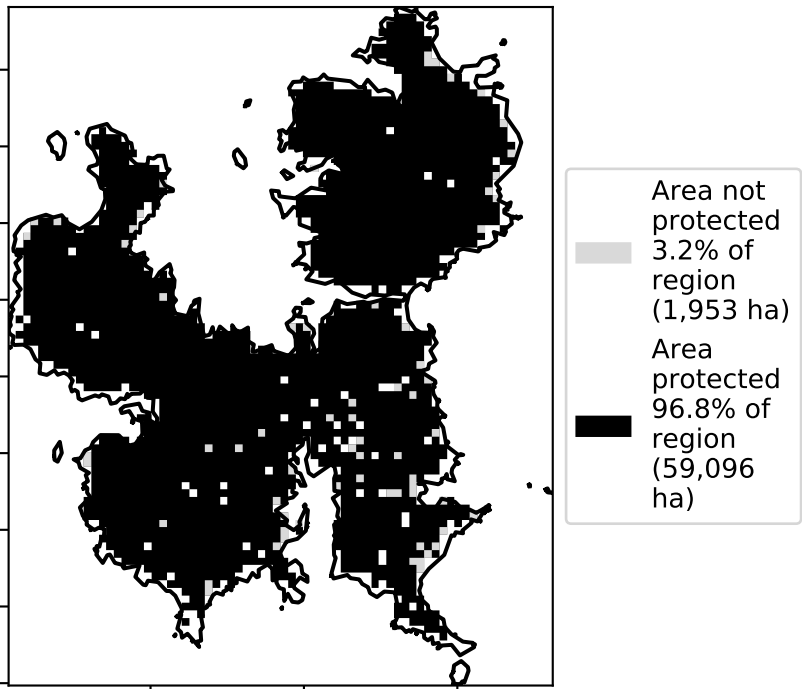 Area not
protected
3.2% of
region
(1,953 ha)
Area
protected
96.8% of
region
(59,096
ha)